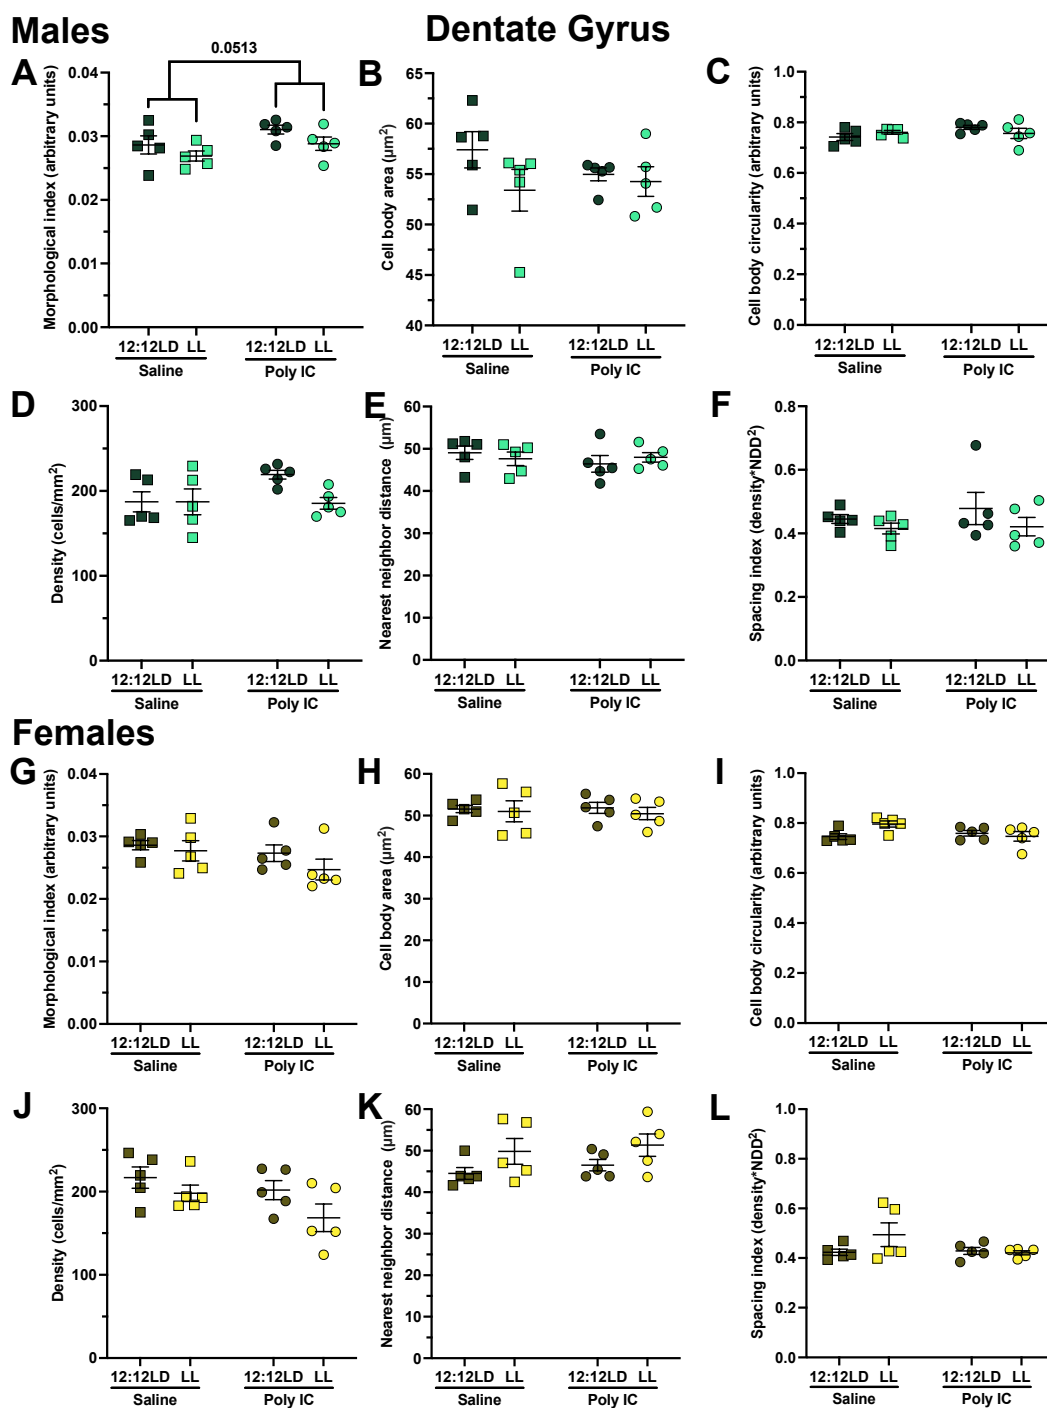 Males
Dentate Gyrus
A
Morphological index (arbitrary units)
0.04
0.03
0.02
0.01
0.00
0.0513
12:12LD LL
12:12LD LL
Saline
Poly IC
B
Cell body area (µm²)
65
60
55
50
45
40
12:12LD LL
12:12LD LL
Saline
Poly IC
C
Cell body circularity (arbitrary units)
1.0
0.8
0.6
0.4
0.2
0.0
12:12LD LL
12:12LD LL
Saline
Poly IC
D
Density (cells/mm²)
300
200
100
0
12:12LD LL
12:12LD LL
Saline
Poly IC
E
Nearest neighbor distance (µm)
60
50
40
30
20
10
0
12:12LD LL
12:12LD LL
Saline
Poly IC
F
Spacing index (density*NDD²)
0.8
0.6
0.4
0.2
0.0
12:12LD LL
12:12LD LL
Saline
Poly IC
Females
G
Morphological index (arbitrary units)
0.04
0.03
0.02
0.01
0.00
12:12LD LL
12:12LD LL
Saline
Poly IC
H
Cell body area (µm²)
60
50
40
30
20
10
0
12:12LD LL
12:12LD LL
Saline
Poly IC
I
Cell body circularity (arbitrary units)
1.0
0.8
0.6
0.4
0.2
0.0
12:12LD LL
12:12LD LL
Saline
Poly IC
J
Density (cells/mm²)
300
200
100
0
12:12LD LL
12:12LD LL
Saline
Poly IC
K
Nearest neighbor distance (µm)
60
50
40
30
20
10
0
12:12LD LL
12:12LD LL
Saline
Poly IC
L
Spacing index (density*NDD²)
1.0
0.8
0.6
0.4
0.2
0.0
12:12LD LL
12:12LD LL
Saline
Poly IC